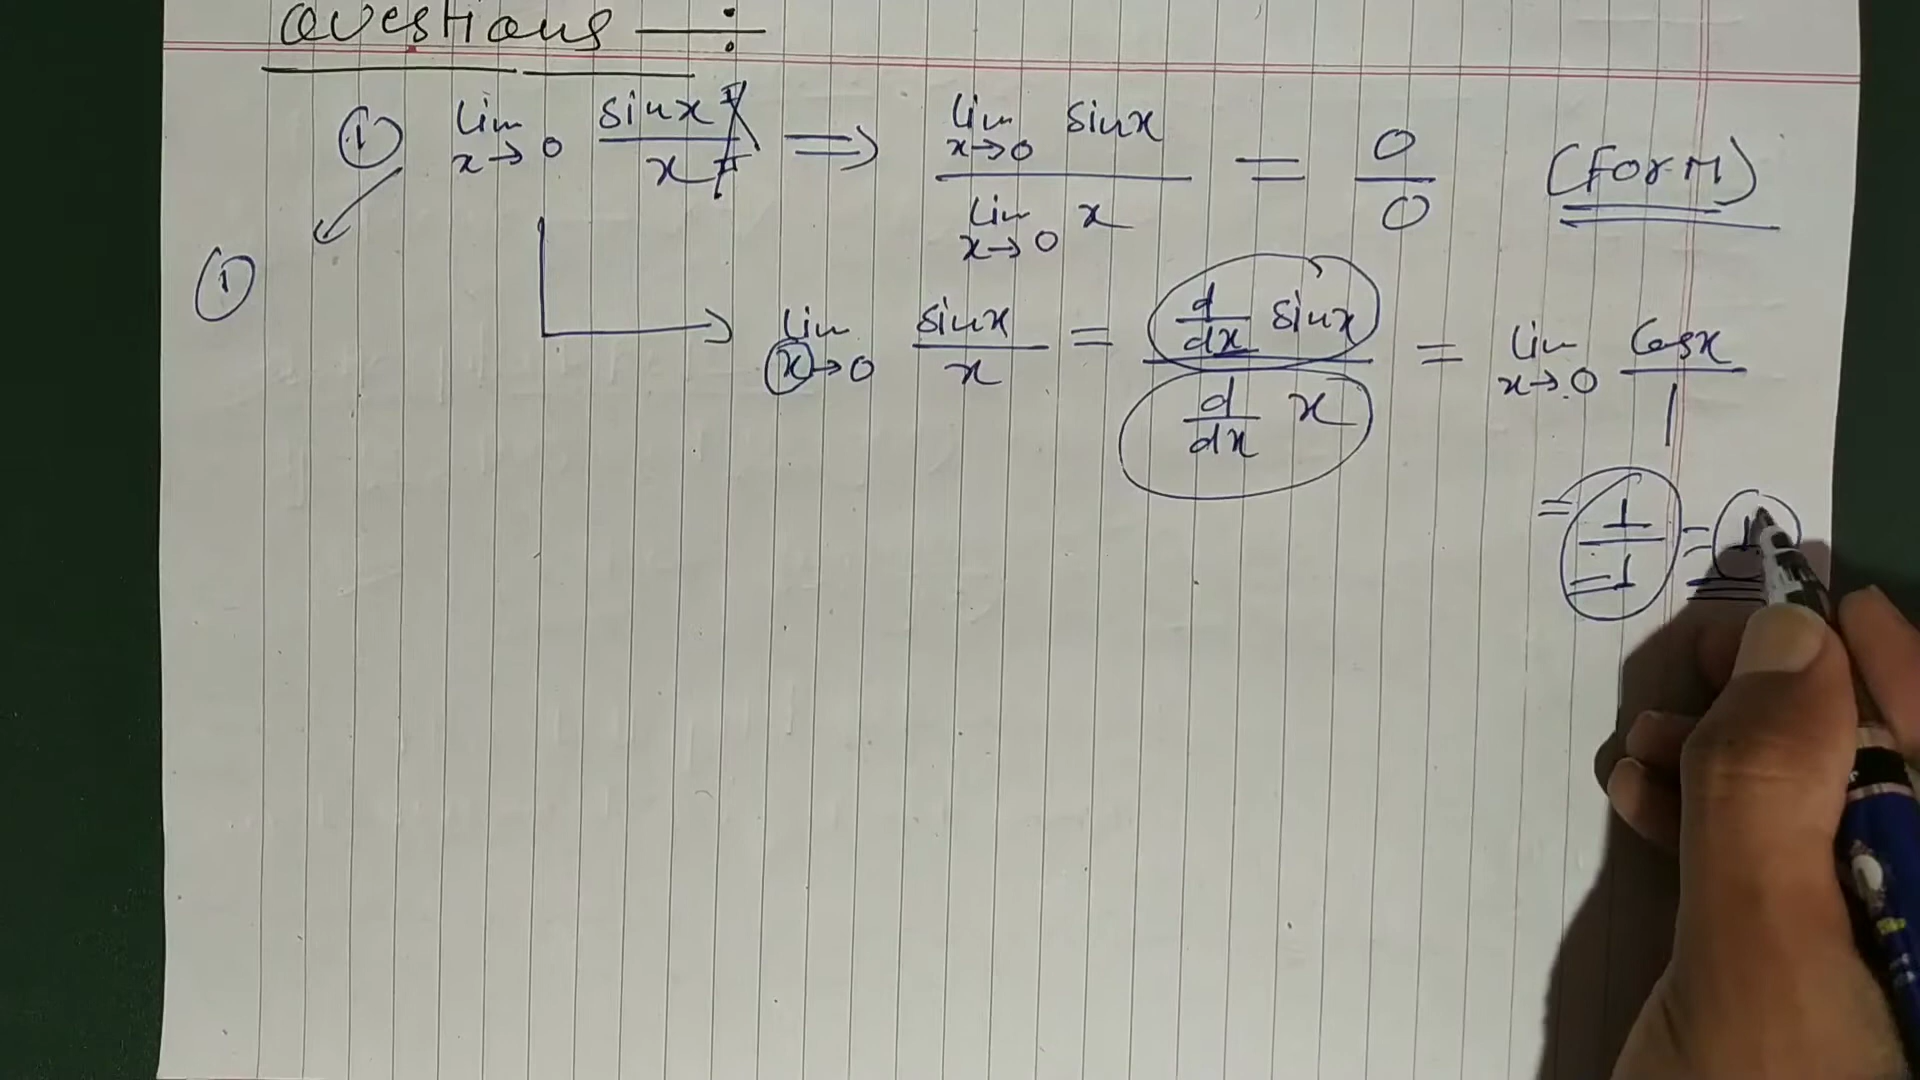 Questions ÷
① lim x→0 sinx / x ⇒ lim x→0 sinx / lim x→0 x = 0/0 (Form)
①
lim x→0 sinx / x = d/dx sinx / d/dx x = lim x→0 Cosx / 1
= 1/1 = 1